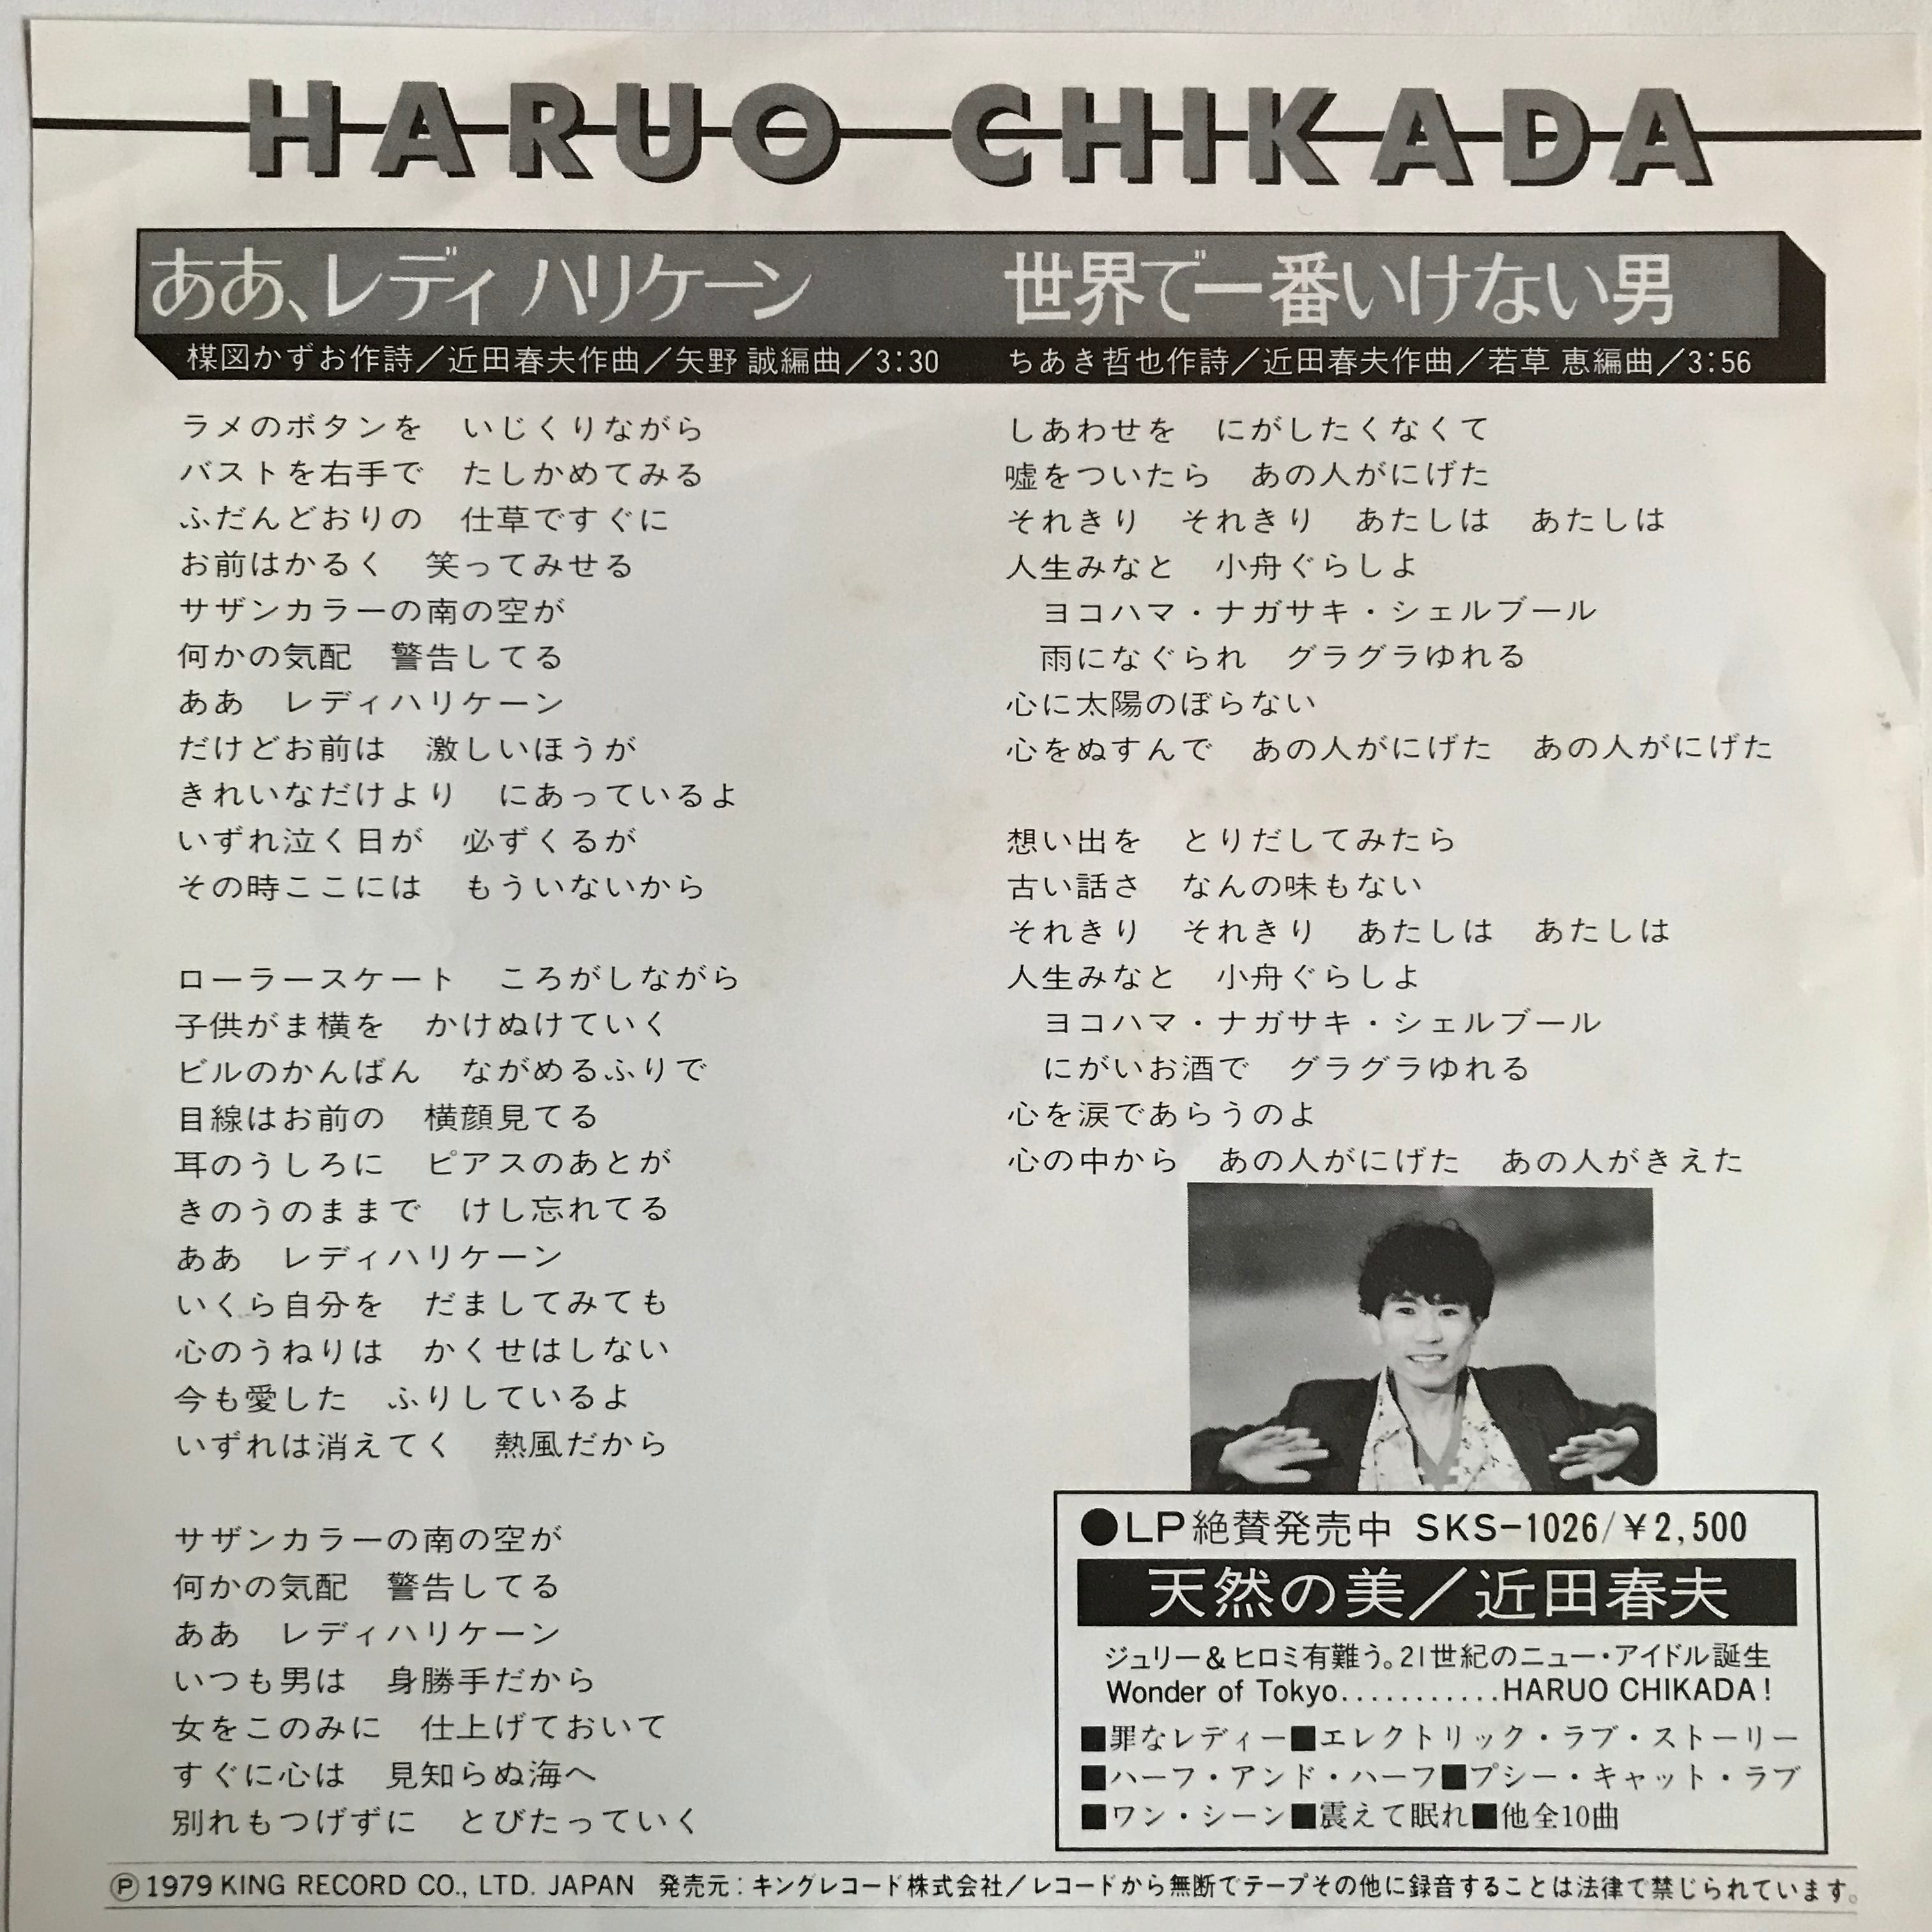 HARUO CHIKADA
ああ、レディ ハリケーン
楳図かずお作詩／近田春夫作曲／矢野 誠編曲／3:30
ラメのボタンを　いじくりながら
バストを右手で　たしかめてみる
ふだんどおりの　仕草ですぐに
お前はかるく　笑ってみせる
サザンカラーの南の空が
何かの気配　警告してる
ああ　レディハリケーン
だけどお前は　激しいほうが
きれいなだけより　にあっているよ
いずれ泣く日が　必ずくるが
その時ここには　もういないから
ローラースケート　ころがしながら
子供がま横を　かけぬけていく
ビルのかんばん　ながめるふりで
目線はお前の　横顔見てる
耳のうしろに　ピアスのあとが
きのうのままで　けし忘れてる
ああ　レディハリケーン
いくら自分を　だましてみても
心のうねりは　かくせはしない
今も愛した　ふりしているよ
いずれは消えてく　熱風だから
サザンカラーの南の空が
何かの気配　警告してる
ああ　レディハリケーン
いつも男は　身勝手だから
女をこのみに　仕上げておいて
すぐに心は　見知らぬ海へ
別れもつげずに　とびたっていく
世界で一番いけない男
ちあき哲也作詩／近田春夫作曲／若草 恵編曲／3:56
しあわせを　にがしたくなくて
嘘をついたら　あの人がにげた
それきり　それきり　あたしは　あたしは
人生みなと　小舟ぐらしよ
ヨコハマ・ナガサキ・シェルブール
雨になぐられ　グラグラゆれる
心に太陽のぼらない
心をぬすんで　あの人がにげた　あの人がにげた
想い出を　とりだしてみたら
古い話さ　なんの味もない
それきり　それきり　あたしは　あたしは
人生みなと　小舟ぐらしよ
ヨコハマ・ナガサキ・シェルブール
にがいお酒で　グラグラゆれる
心を涙であらうのよ
心の中から　あの人がにげた　あの人がきえた
●LP絶賛発売中 SKS-1026/￥2,500
天然の美／近田春夫
ジュリー&ヒロミ有難う。21世紀のニュー・アイドル誕生
Wonder of Tokyo...........HARUO CHIKADA!
■罪なレディー■エレクトリック・ラブ・ストーリー
■ハーフ・アンド・ハーフ■プシー・キャット・ラブ
■ワン・シーン■震えて眠れ■他全10曲
Ⓟ1979 KING RECORD CO., LTD. JAPAN 発売元：キングレコード株式会社／レコードから無断でテープその他に録音することは法律で禁じられています。